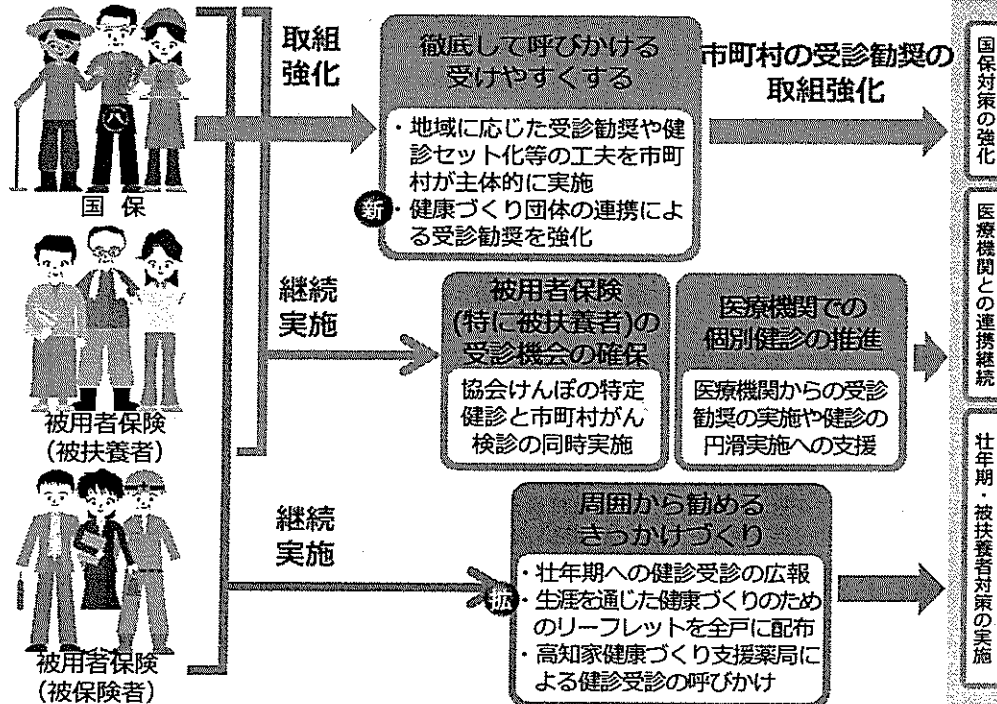 取組
強化
徹底して呼びかける
受けやすくする
市町村の受診勧奨の
取組強化
国保対策の強化
・地域に応じた受診勧奨や健
診セット化等の工夫を市町
村が主体的に実施
新
・健康づくり団体の連携によ
る受診勧奨を強化
国 保
継続
実施
被用者保険
(特に被扶養者)の
受診機会の確保
協会けんぽの特定
健診と市町村がん
検診の同時実施
医療機関での
個別健診の推進
医療機関からの受診
勧奨の実施や健診の
円滑実施への支援
医療機関との連携継続
被用者保険
（被扶養者）
継続
実施
周囲から勧める
きっかけづくり
・壮年期への健診受診の広報
拡
・生涯を通じた健康づくりのため
のリーフレットを全戸に配布
・高知家健康づくり支援薬局に
よる健診受診の呼びかけ
壮年期・被扶養者対策の実施
被用者保険
（被保険者）